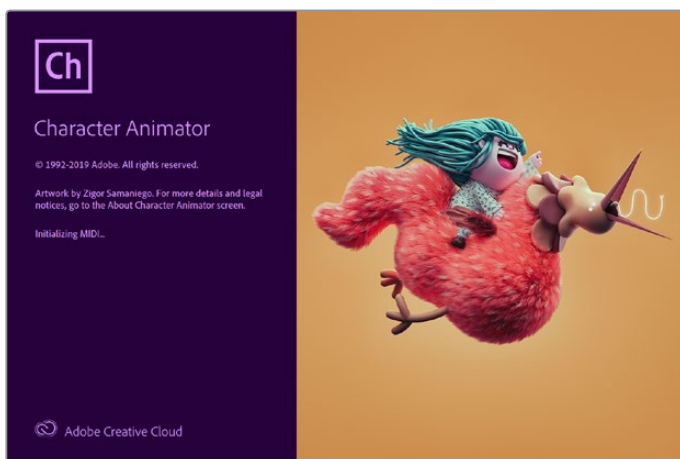 Ch
Character Animator
© 1992-2019 Adobe. All rights reserved.
Artwork by Zigor Samaniego. For more details and legal
notices, go to the About Character Animator screen.
Initializing MIDI...
Adobe Creative Cloud